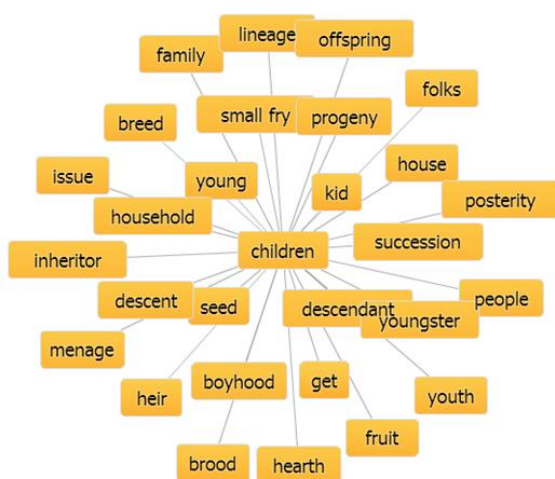 lineage
offspring
family
folks
small fry
progeny
breed
house
issue
young
kid
posterity
household
succession
children
inheritor
people
descent
seed
descendant
youngster
menage
boyhood
get
youth
heir
fruit
brood
hearth